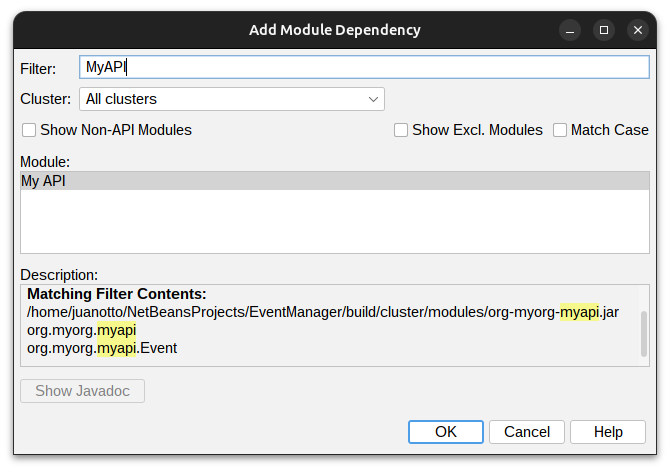 Add Module Dependency
Filter: MyAPI
Cluster: All clusters
Show Non-API Modules Show Excl. Modules Match Case
Module:
My API
Description:
Matching Filter Contents:
/home/juanotto/NetBeansProjects/EventManager/build/cluster/modules/org-myorg-myapi.jar
org.myorg.myapi
org.myorg.myapi.Event
Show Javadoc
OK Cancel Help